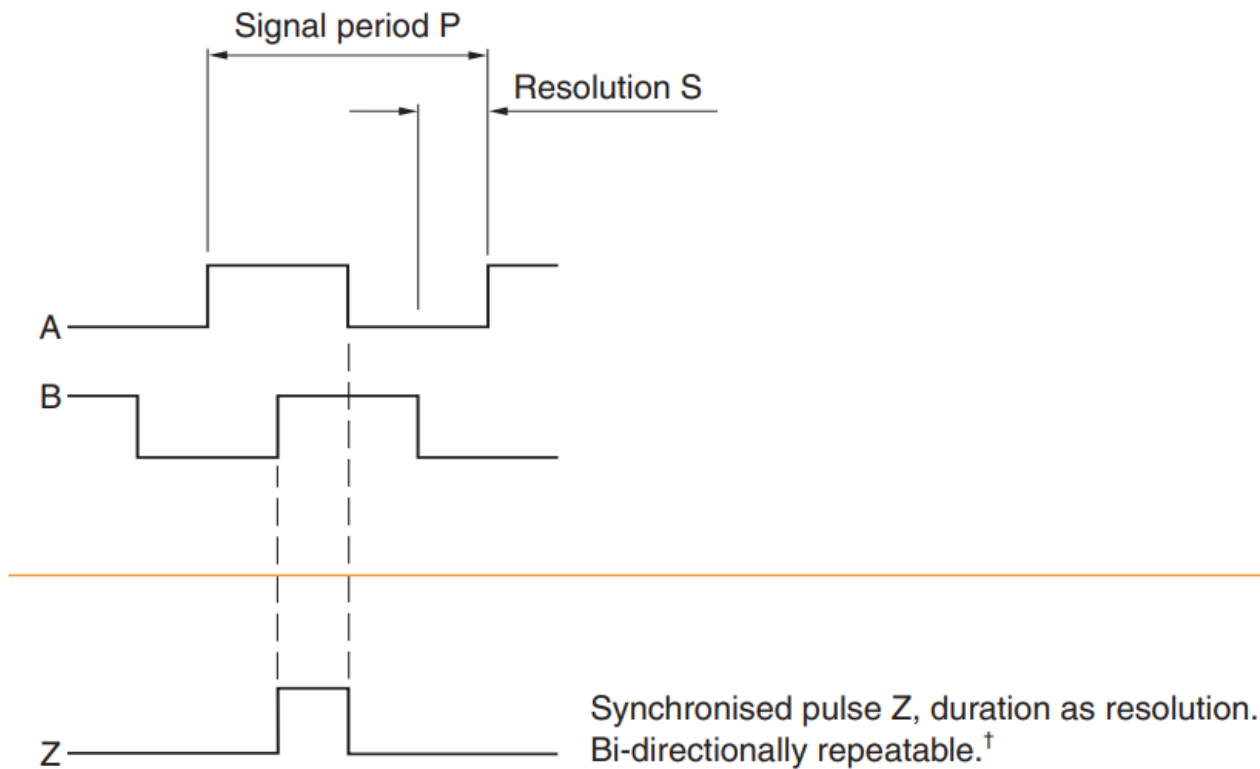 Signal period P
Resolution S
A
B
Z
Synchronised pulse Z, duration as resolution.
Bi-directionally repeatable.†